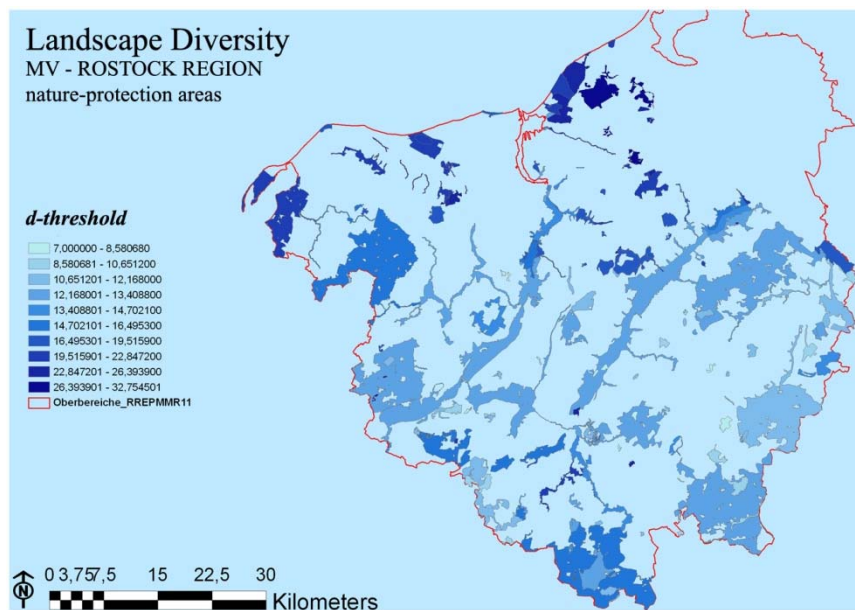 Landscape Diversity
MV - ROSTOCK REGION
nature-protection areas
d-threshold
7,000000 - 8,580680
8,580681 - 10,651200
10,651201 - 12,168000
12,168001 - 13,408800
13,408801 - 14,702100
14,702101 - 16,495300
16,495301 - 19,515900
19,515901 - 22,847200
22,847201 - 26,393900
26,393901 - 32,754501
Oberbereiche_RREPMMR11
0 3,75 7,5 15 22,5 30
Kilometers
N